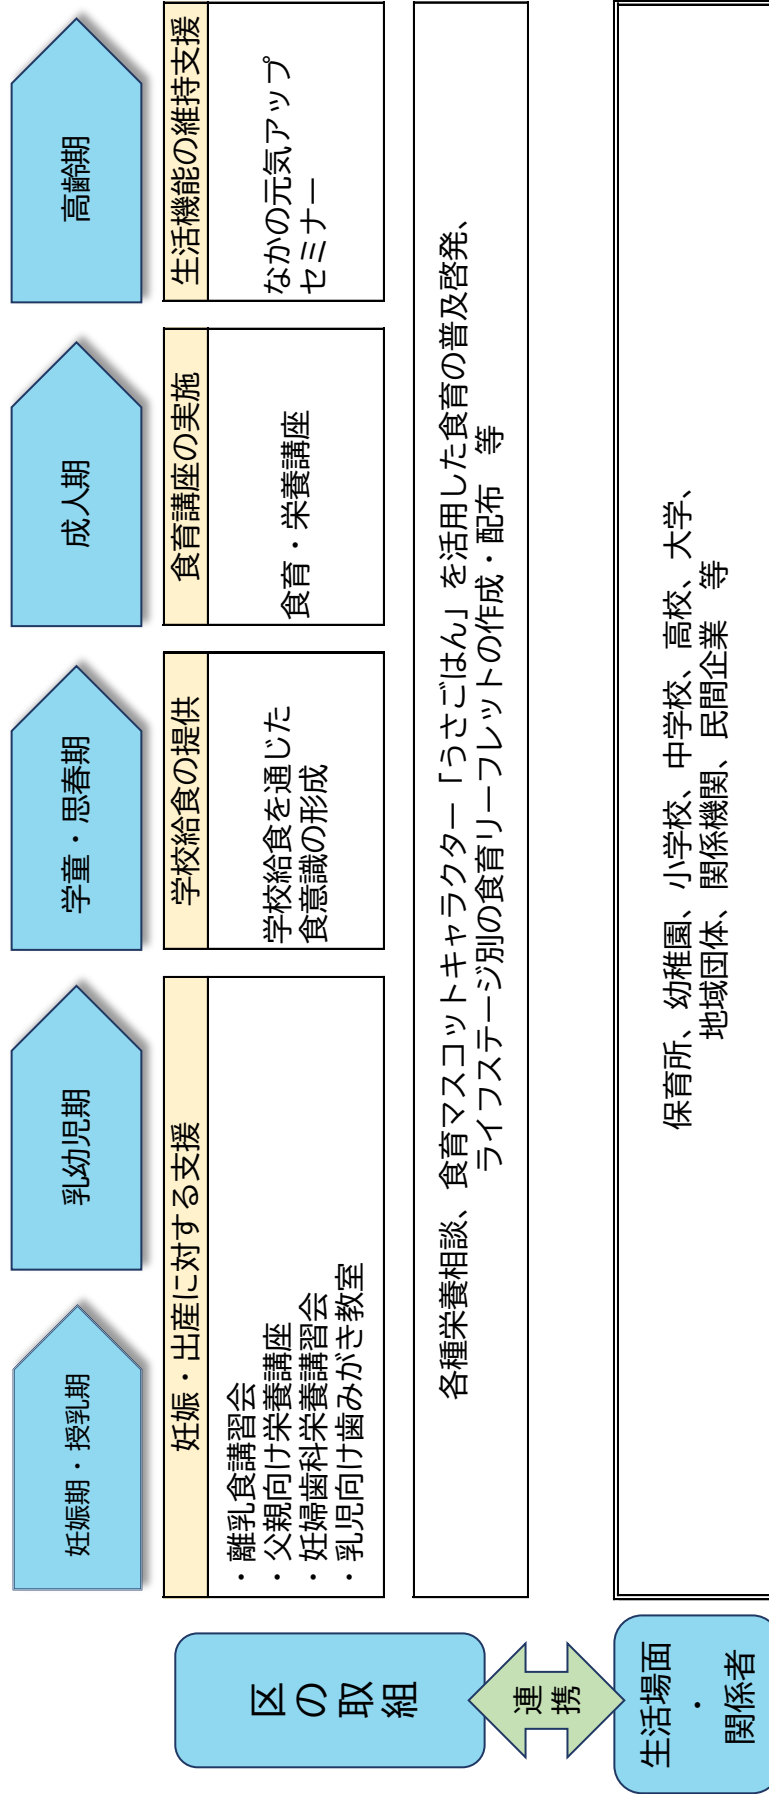 妊娠期・授乳期
乳幼児期
学童・思春期
成人期
高齢期
区の取組
妊娠・出産に対する支援
・離乳食講習会
・父親向け栄養講座
・妊婦歯科栄養講習会
・乳児向け歯みがき教室
学校給食の提供
学校給食を通じた
食意識の形成
食育講座の実施
食育・栄養講座
生活機能の維持支援
なかの元気アップ
セミナー
各種栄養相談、食育マスコットキャラクター「うさごはん」を活用した食育の普及啓発、
ライフステージ別の食育リーフレットの作成・配布　等
連
携
生活場面
・
関係者
保育所、幼稚園、小学校、中学校、高校、大学、
地域団体、関係機関、民間企業　等